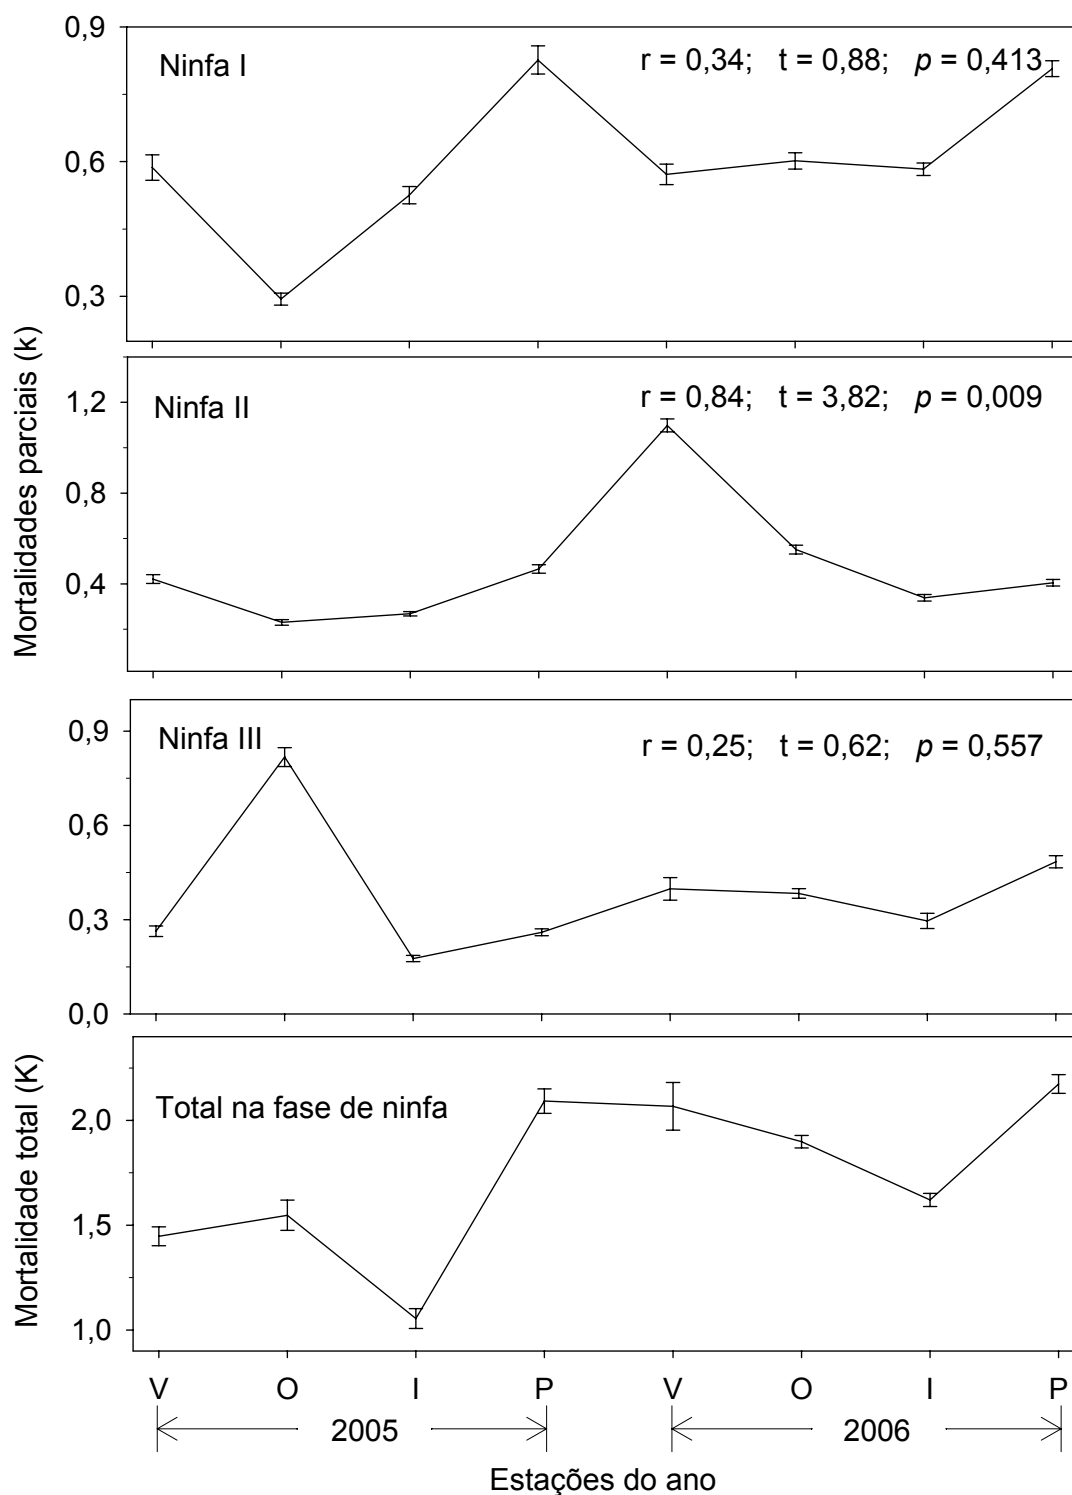 0,9
Ninfa I
r = 0,34; t = 0,88; p = 0,413
0,6
0,3
Mortalidades parciais (k)
1,2
Ninfa II
r = 0,84; t = 3,82; p = 0,009
0,8
0,4
0,9
Ninfa III
r = 0,25; t = 0,62; p = 0,557
0,6
0,3
0,0
Mortalidade total (K)
Total na fase de ninfa
2,0
1,5
1,0
V O I P V O I P
2005 2006
Estações do ano